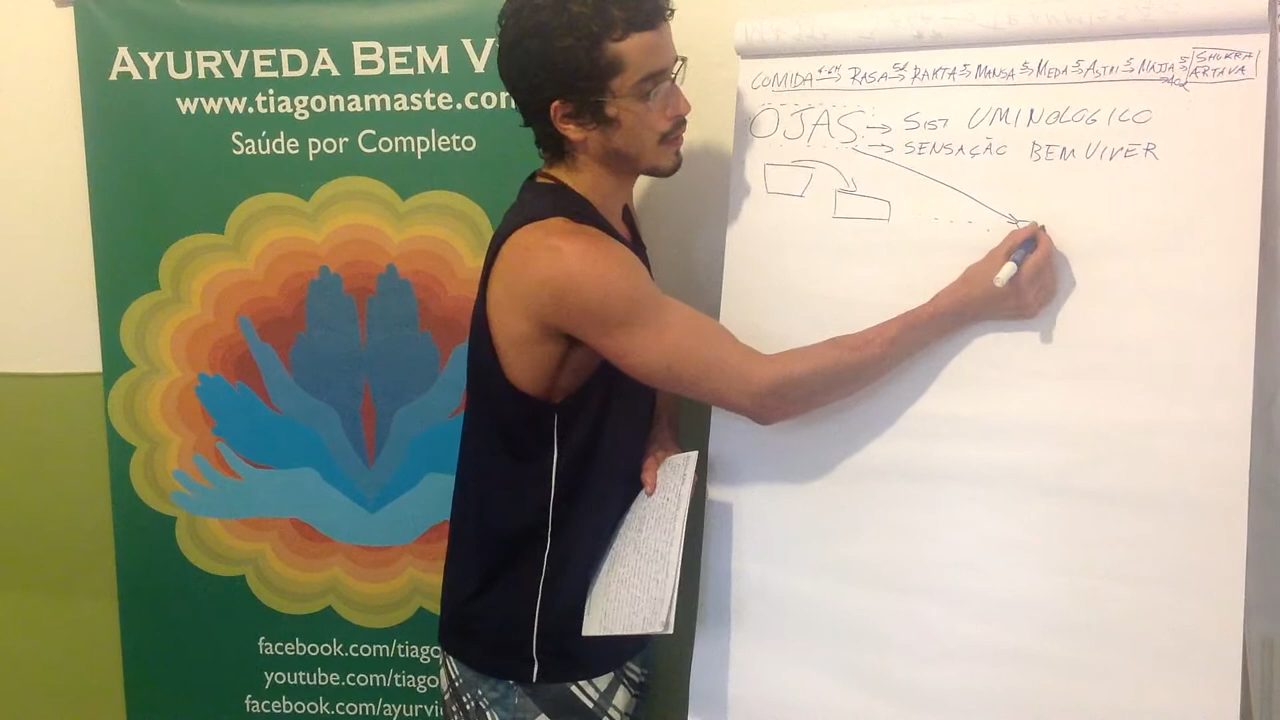 AYURVEDA BEM V
www.tiagonamaste.com
Saúde por Completo
facebook.com/tiago
youtube.com/tiago
facebook.com/ayurvi
COMIDA → RASA → RAKTA → MANSA → MEDA → ASTHI → MAJJA → SHUKRA
ARTAVA
OJAS → SIST UMINOLOGICO
→ SENSAÇÃO BEM VIVER